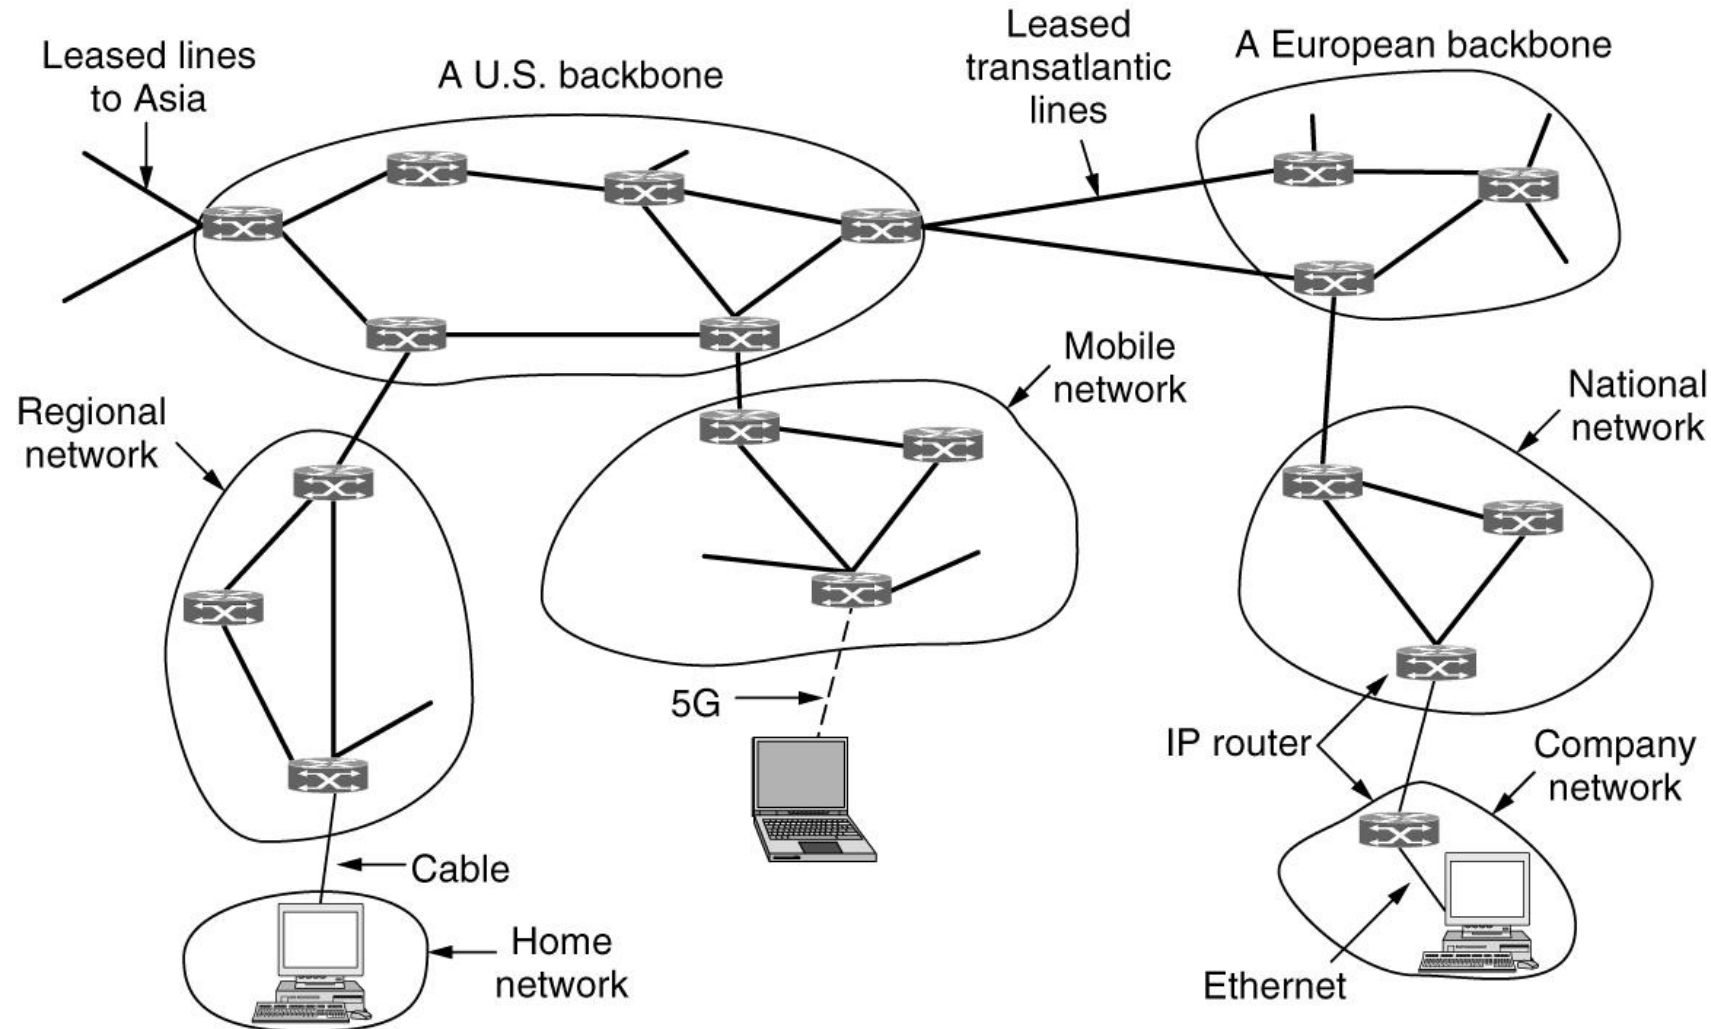 Leased lines
to Asia
A U.S. backbone
Leased
transatlantic
lines
A European backbone
Regional
network
Mobile
network
National
network
5G
IP router
Company
network
Cable
Home
network
Ethernet